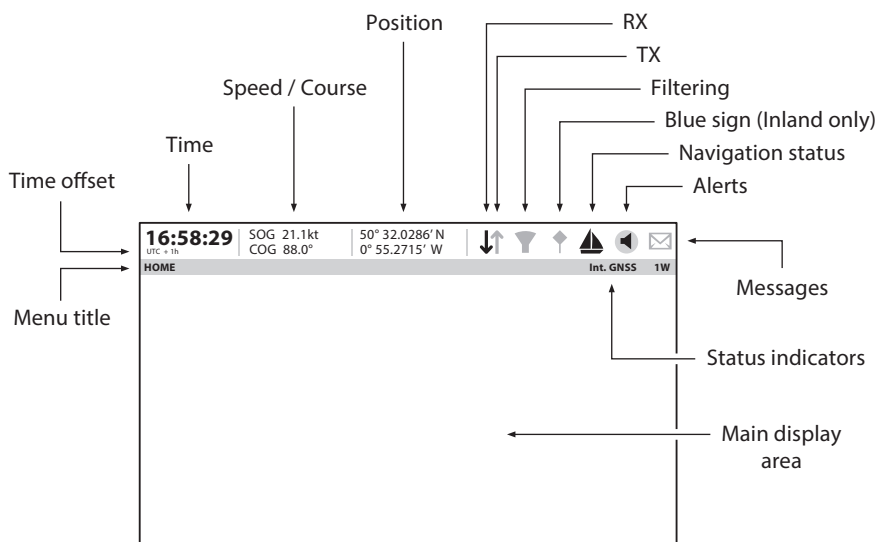 Position
RX
TX
Speed / Course
Filtering
Blue sign (Inland only)
Time
Navigation status
Time offset
Alerts
16:58:29
UTC + 1h
SOG 21.1kt
COG 88.0°
50° 32.0286’ N
0° 55.2715’ W
HOME
Int. GNSS 1W
Messages
Menu title
Status indicators
Main display
area